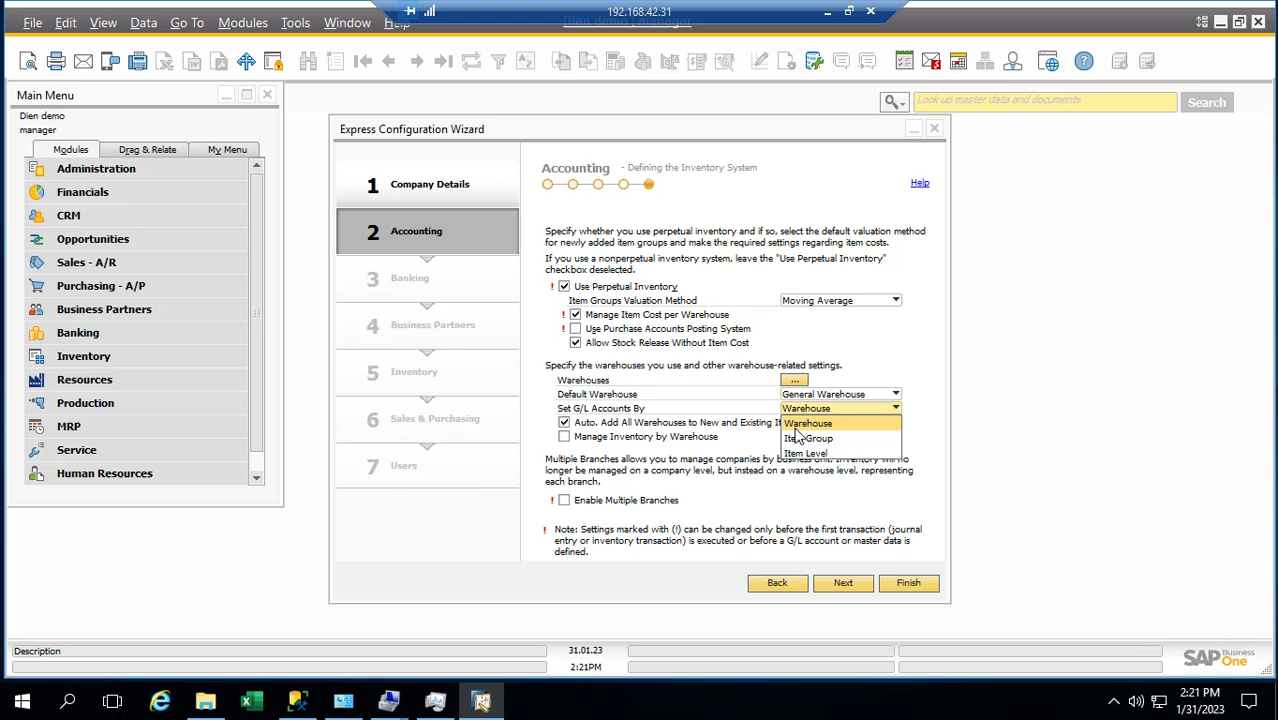 192.168.42.31
File Edit View Data Go To Modules Tools Window Help
Dien demo | manager
Main Menu
Dien demo
manager
Modules Drag & Relate My Menu
Administration
Financials
CRM
Opportunities
Sales - A/R
Purchasing - A/P
Business Partners
Banking
Inventory
Resources
Production
MRP
Service
Human Resources
Look up master data and documents
Search
Express Configuration Wizard
1 Company Details
2 Accounting
3 Banking
4 Business Partners
5 Inventory
6 Sales & Purchasing
7 Users
Accounting - Defining the Inventory System
Help
Specify whether you use perpetual inventory and if so, select the default valuation method
for newly added item groups and make the required settings regarding item costs.
If you use a nonperpetual inventory system, leave the "Use Perpetual Inventory"
checkbox deselected.
! Use Perpetual Inventory
Item Groups Valuation Method Moving Average
! Manage Item Cost per Warehouse
! Use Purchase Accounts Posting System
Allow Stock Release Without Item Cost
Specify the warehouses you use and other warehouse-related settings.
Warehouses ...
Default Warehouse General Warehouse
Set G/L Accounts By Warehouse
Auto. Add All Warehouses to New and Existing
Warehouse
Manage Inventory by Warehouse
Item Group
Item Level
Multiple Branches allows you to manage companies by
longer be managed on a company level, but instead on a warehouse level, representing
each branch.
! Enable Multiple Branches
! Note: Settings marked with (!) can be changed only before the first transaction (journal
entry or inventory transaction) is executed or before a G/L account or master data is
defined.
Back Next Finish
Description
31.01.23
2:21PM
SAP Business One
2:21 PM
1/31/2023